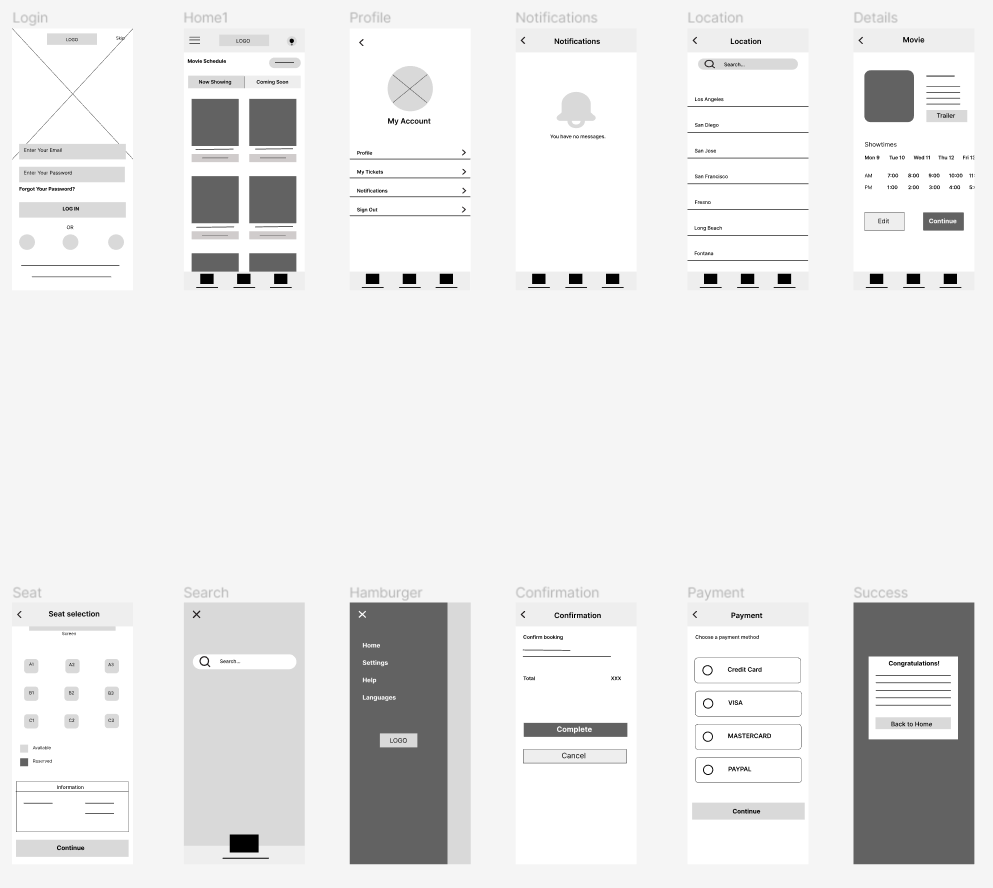 Login
LOGO
Skip
Enter Your Email
Enter Your Password
Forgot Your Password?
LOG IN
OR
Home1
LOGO
Movie Schedule
Now Showing
Coming Soon
Profile
My Account
Profile
My Tickets
Notifications
Sign Out
Notifications
Notifications
You have no messages.
Location
Location
Search...
Los Angeles
San Diego
San Jose
San Francisco
Fresno
Long Beach
Fontana
Details
Movie
Trailer
Showtimes
Mon 9 Tue 10 Wed 11 Thu 12 Fri 13
AM 7:00 8:00 9:00 10:00 11:
PM 1:00 2:00 3:00 4:00 5:
Edit
Continue
Seat
Seat selection
Screen
A1 A2 A3
B1 B2 B3
C1 C2 C3
Available
Reserved
Information
Continue
Search
Search...
Hamburger
Home
Settings
Help
Languages
LOGO
Confirmation
Confirmation
Confirm booking
Total XXX
Complete
Cancel
Payment
Payment
Choose a payment method
Credit Card
VISA
MASTERCARD
PAYPAL
Continue
Success
Congratulations!
Back to Home